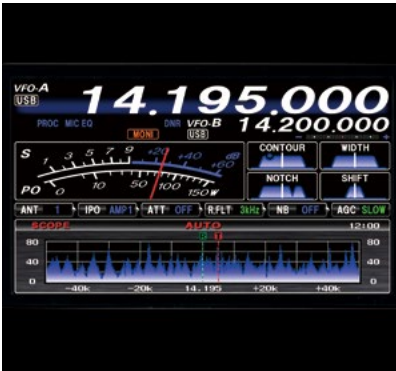 VFO-A
USB
14.195.000
PROC MIC EQ
MONI
DNR VFO-B
USB
14.200.000
- +
S 1 3 5 7 9 +20 +40 +60 dB
PO 0 10 50 100 150W
CONTOUR WIDTH
NOTCH SHIFT
ANT 1 IPO AMP1 ATT OFF R.FLT 3kHz NB OFF AGC SLOW
SCOPE AUTO 12:00
R T
80 80
40 40
0 0
-40k -20k 14.195 +20k +40k